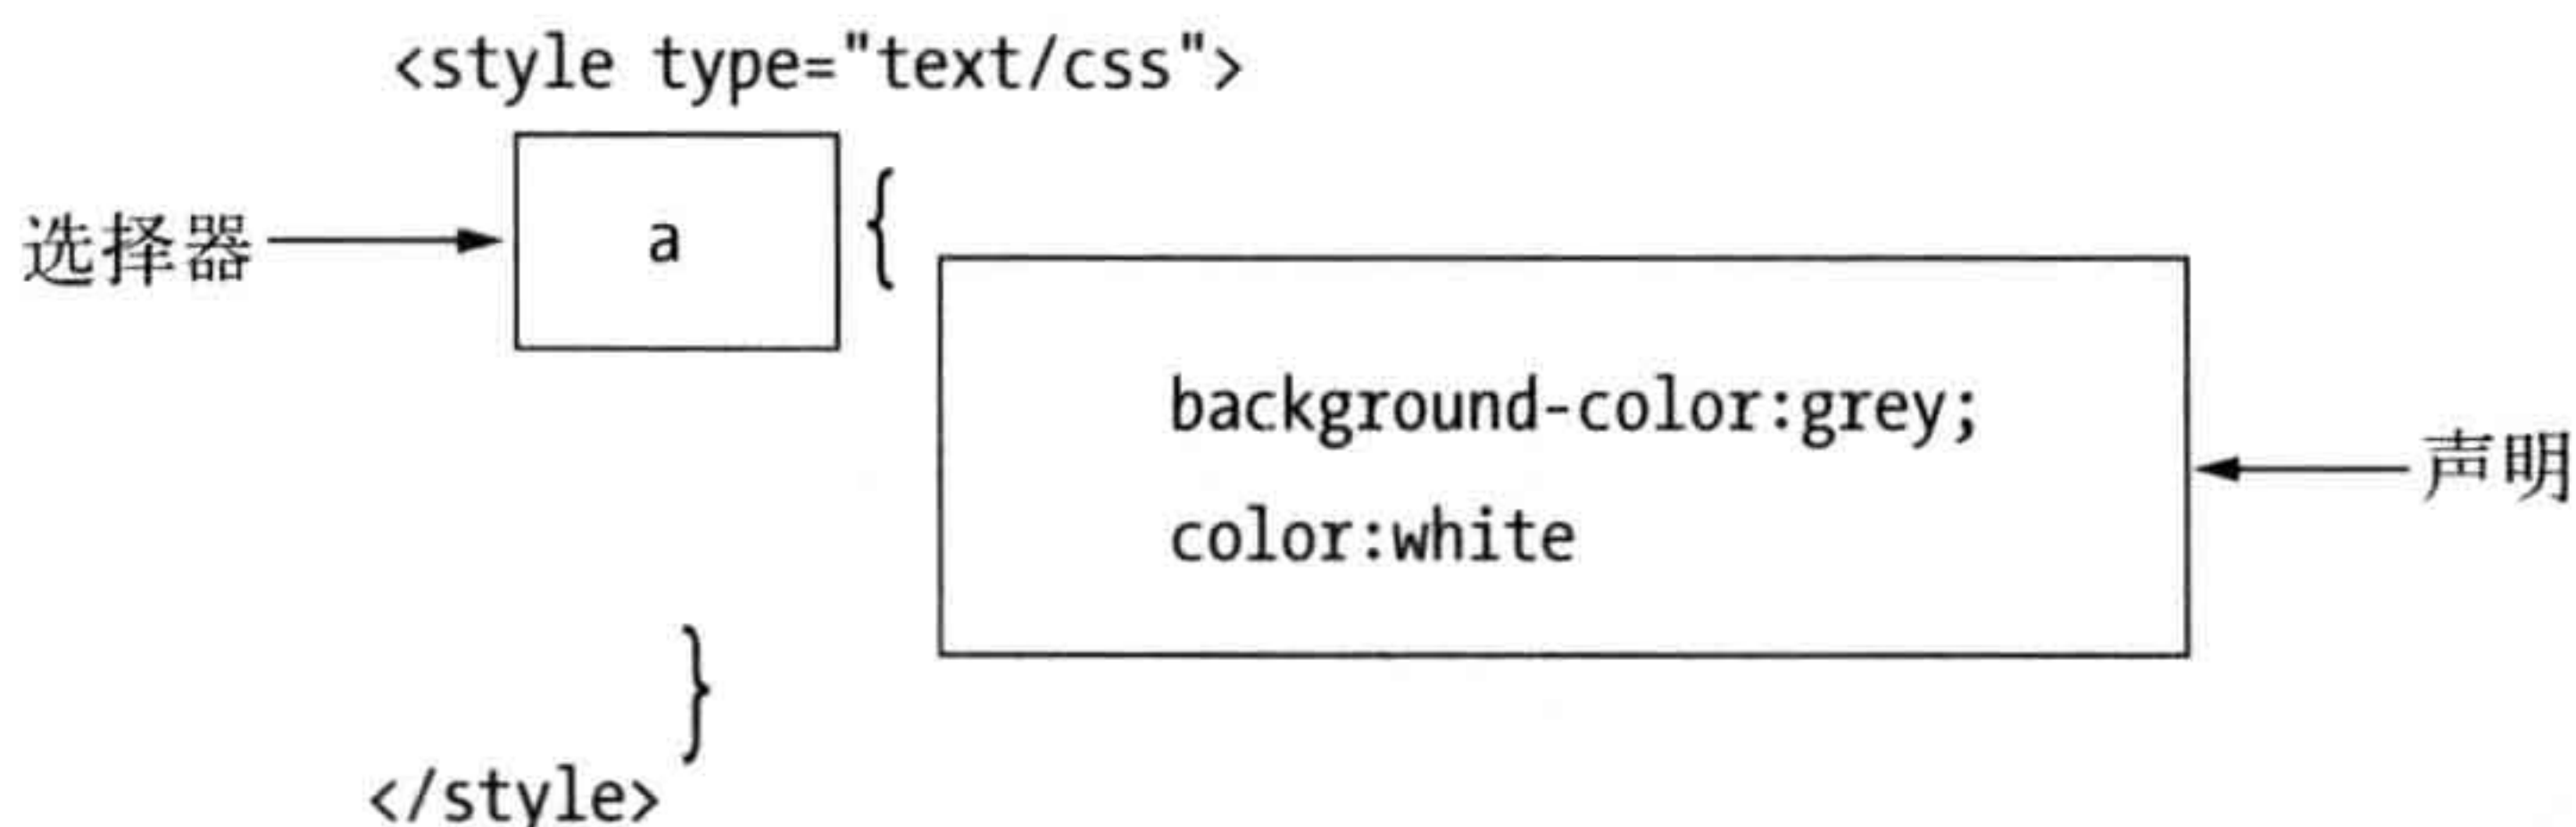 <style type="text/css">
选择器 a {
background-color:grey;
声明
color:white
}
</style>